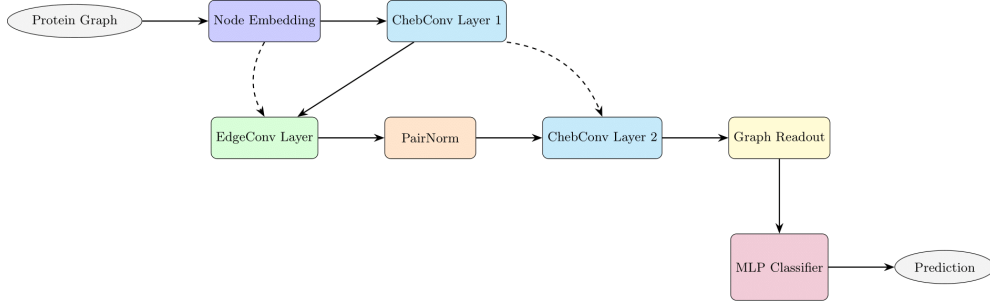 Protein Graph
Node Embedding
ChebConv Layer 1
EdgeConv Layer
PairNorm
ChebConv Layer 2
Graph Readout
MLP Classifier
Prediction